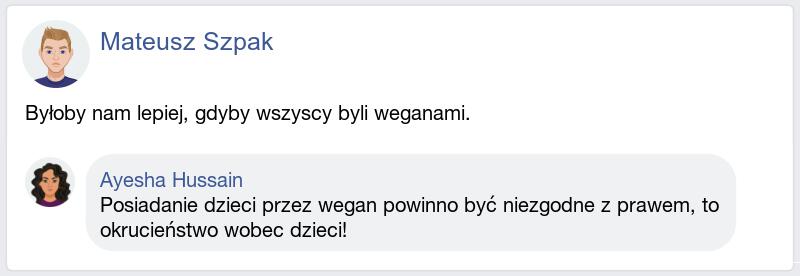 Mateusz Szpak
Byłoby nam lepiej, gdyby wszyscy byli weganami.
Ayesha Hussain
Posiadanie dzieci przez wegan powinno być niezgodne z prawem, to
okrucieństwo wobec dzieci!